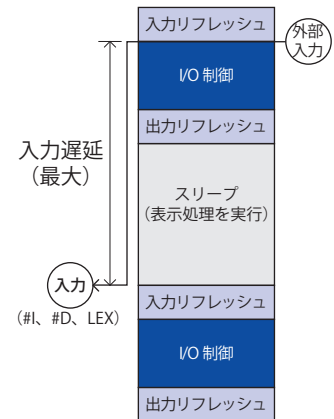 入力リフレッシュ
外部
入力
I/O 制御
出力リフレッシュ
入力遅延
（最大）
スリープ
（表示処理を実行）
入力
（#I、#D、LEX）
入力リフレッシュ
I/O 制御
出力リフレッシュ